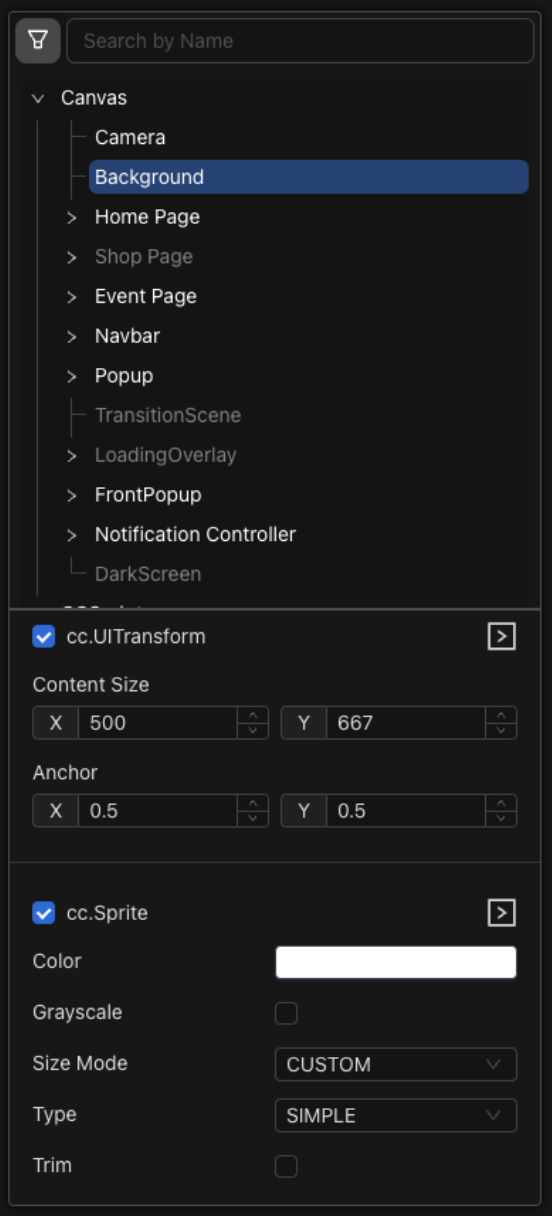 Search by Name
Canvas
Camera
Background
Home Page
Shop Page
Event Page
Navbar
Popup
TransitionScene
LoadingOverlay
FrontPopup
Notification Controller
DarkScreen
cc.UITransform
Content Size
X 500 Y 667
Anchor
X 0.5 Y 0.5
cc.Sprite
Color
Grayscale
Size Mode CUSTOM
Type SIMPLE
Trim